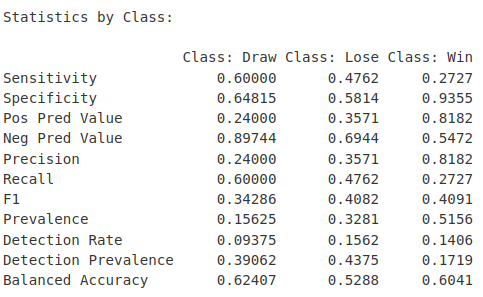 Statistics by Class:
Class: Draw Class: Lose Class: Win
Sensitivity 0.60000 0.4762 0.2727
Specificity 0.64815 0.5814 0.9355
Pos Pred Value 0.24000 0.3571 0.8182
Neg Pred Value 0.89744 0.6944 0.5472
Precision 0.24000 0.3571 0.8182
Recall 0.60000 0.4762 0.2727
F1 0.34286 0.4082 0.4091
Prevalence 0.15625 0.3281 0.5156
Detection Rate 0.09375 0.1562 0.1406
Detection Prevalence 0.39062 0.4375 0.1719
Balanced Accuracy 0.62407 0.5288 0.6041